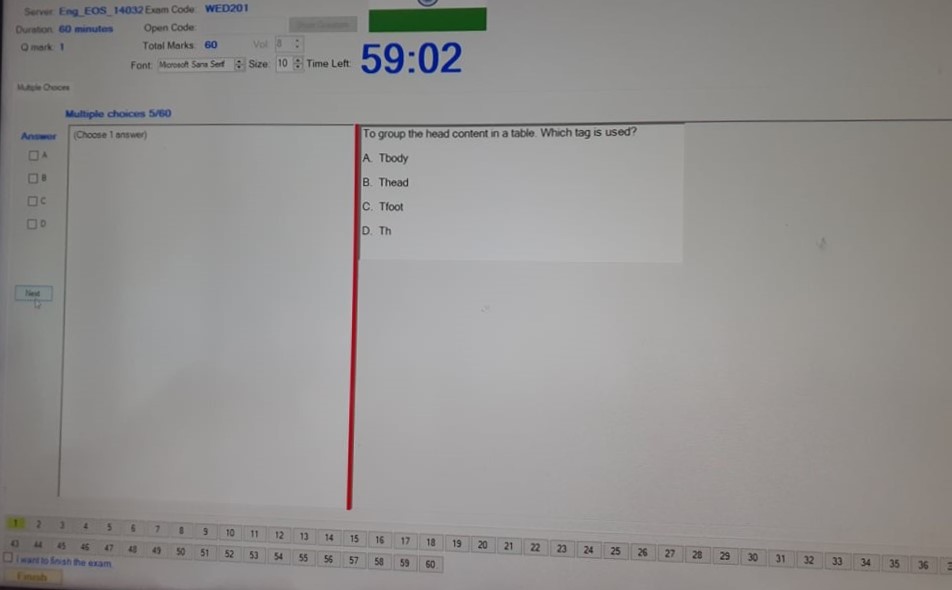 Server: Eng_EOS_14032 Exam Code: WED201
Duration: 60 minutes Open Code:
Q mark: 1 Total Marks: 60 Vol: 8
Font: Microsoft Sans Serif Size: 10 Time Left: 59:02
Multiple Choices
Multiple choices 5/60
Answer
(Choose 1 answer)
A
B
C
D
Next
To group the head content in a table. Which tag is used?
A. Tbody
B. Thead
C. Tfoot
D. Th
1 2 3 4 5 6 7 8 9 10 11 12 13 14 15 16 17 18 19 20 21 22 23 24 25 26 27 28 29 30 31 32 33 34 35 36
43 44 45 46 47 48 49 50 51 52 53 54 55 56 57 58 59 60
I want to finish the exam.
Finish